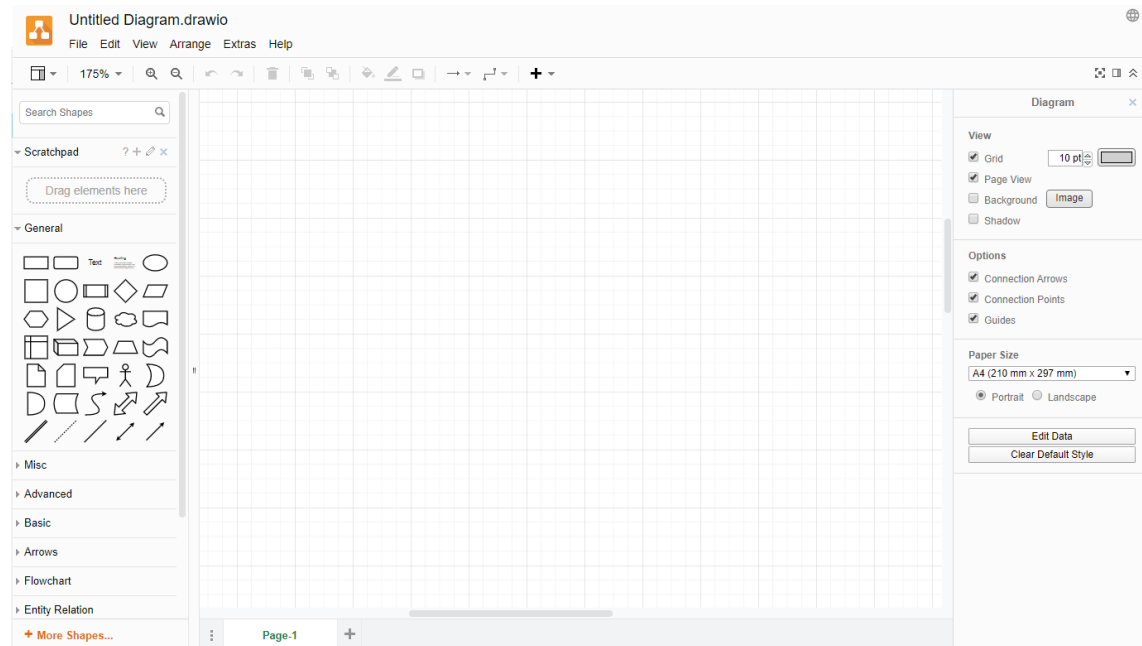 Untitled Diagram.drawio
File Edit View Arrange Extras Help
175%
Search Shapes
Scratchpad
?
Drag elements here
General
Text
Misc
Advanced
Basic
Arrows
Flowchart
Entity Relation
+ More Shapes...
Page-1
Diagram
View
Grid 10 pt
Page View
Background Image
Shadow
Options
Connection Arrows
Connection Points
Guides
Paper Size
A4 (210 mm x 297 mm)
Portrait Landscape
Edit Data
Clear Default Style